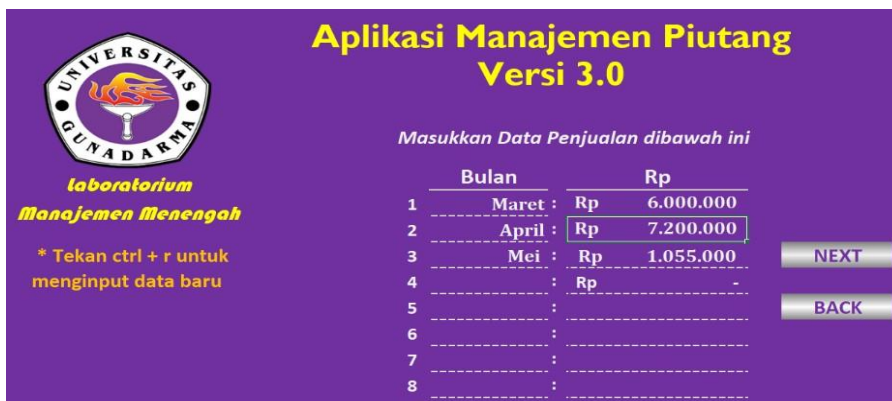 UNIVERSITAS
GUNADARMA
Laboratorium
Manajemen Menengah
* Tekan ctrl + r untuk
menginput data baru
Aplikasi Manajemen Piutang
Versi 3.0
Masukkan Data Penjualan dibawah ini
Bulan Rp
1 Maret : Rp 6.000.000
2 April : Rp 7.200.000
3 Mei : Rp 1.055.000
4 : Rp -
5 :
6 :
7 :
8 :
NEXT
BACK